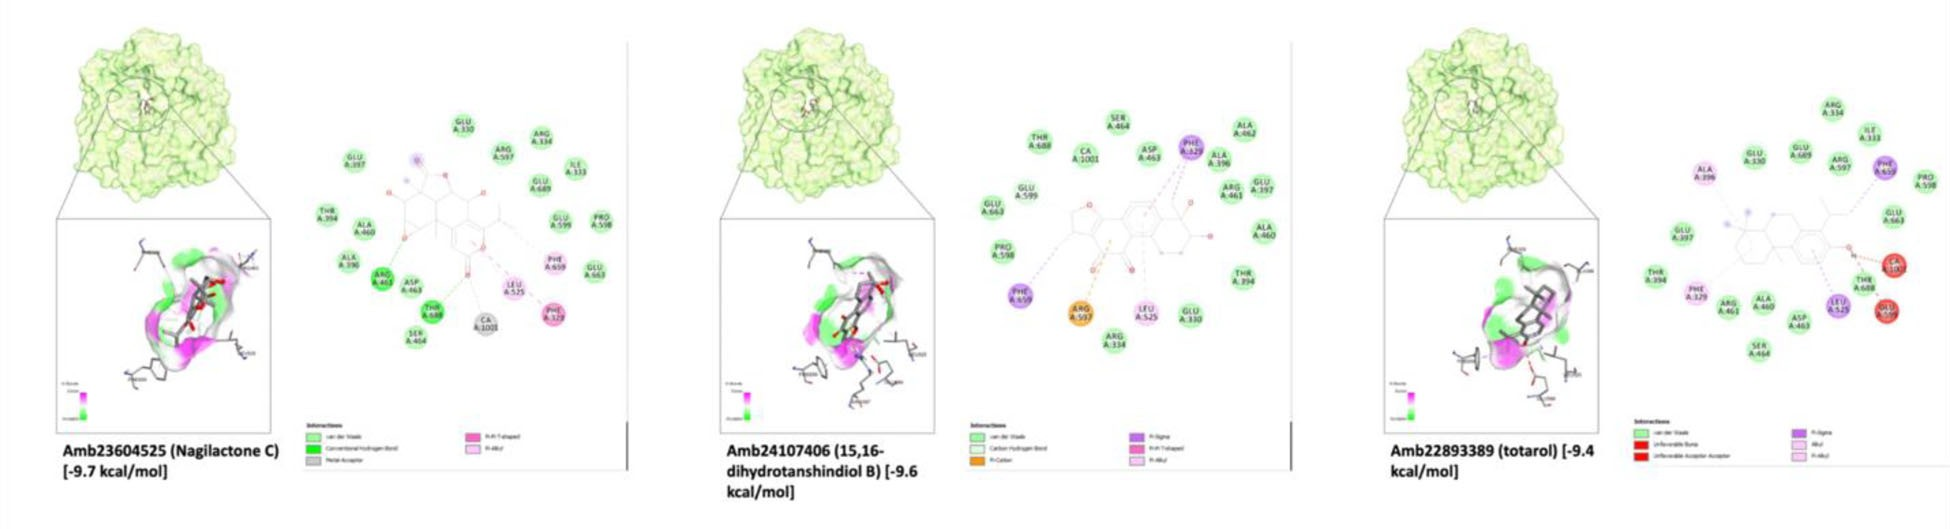 GLU
A:330
ARG
A:334
ARG
A:597
ILE
A:333
GLU
A:397
GLU
A:689
THR
A:394
ALA
A:460
GLU
A:599
PRO
A:598
ALA
A:396
ARG
A:461
ASP
A:463
PHE
A:659
GLU
A:663
LEU
A:525
THR
A:688
CA
A:1001
PHE
A:329
SER
A:464
Interactions
van der Waals
Conventional Hydrogen Bond
Metal-Acceptor
Pi-Pi T-shaped
Pi-Alkyl
Amb23604525 (Nagilactone C)
[-9.7 kcal/mol]
SER
A:464
ALA
A:462
THR
A:688
CA
A:1001
ASP
A:463
PHE
A:329
ALA
A:396
GLU
A:599
ARG
A:461
GLU
A:397
GLU
A:663
ALA
A:460
PRO
A:598
THR
A:394
PHE
A:659
ARG
A:597
LEU
A:525
GLU
A:330
ARG
A:334
Interactions
van der Waals
Carbon Hydrogen Bond
Pi-Cation
Pi-Sigma
Pi-Pi T-shaped
Pi-Alkyl
Amb24107406 (15,16-
dihydrotanshindiol B) [-9.6
kcal/mol]
ARG
A:334
ILE
A:333
GLU
A:330
GLU
A:689
ARG
A:597
PHE
A:659
ALA
A:396
PRO
A:598
GLU
A:397
GLU
A:663
THR
A:394
THR
A:688
PHE
A:329
ARG
A:461
ALA
A:460
LEU
A:525
ASP
A:463
SER
A:464
Interactions
van der Waals
Unfavorable Bump
Unfavorable Acceptor-Acceptor
Pi-Sigma
Alkyl
Pi-Alkyl
Amb22893389 (totarol) [-9.4
kcal/mol]